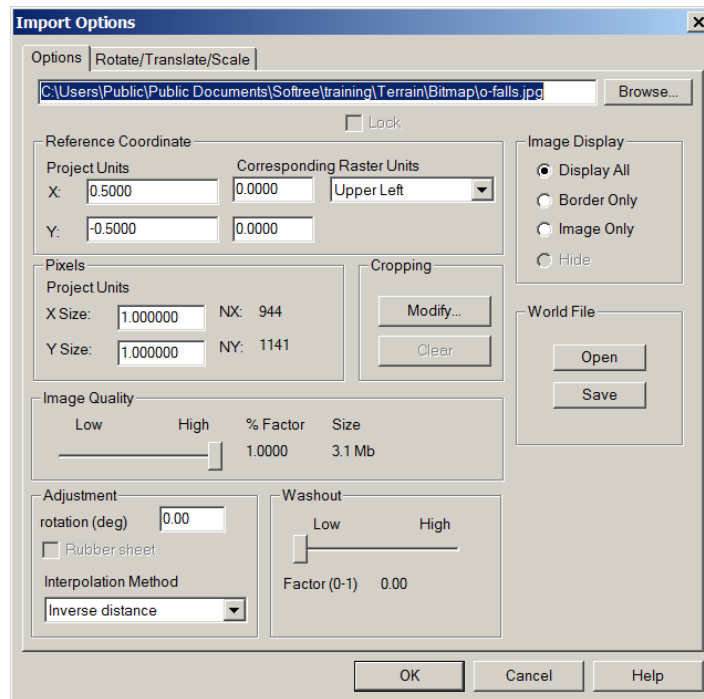 Import Options
Options Rotate/Translate/Scale
C:\Users\Public\Public Documents\Softree\training\Terrain\Bitmap\o-falls.jpg Browse...
Lock
Reference Coordinate
Project Units Corresponding Raster Units
X: 0.5000 0.0000 Upper Left
Y: -0.5000 0.0000
Image Display
Display All
Border Only
Image Only
Hide
Pixels
Project Units
X Size: 1.000000 NX: 944
Y Size: 1.000000 NY: 1141
Cropping
Modify...
Clear
World File
Open
Save
Image Quality
Low High % Factor Size
1.0000 3.1 Mb
Adjustment
rotation (deg) 0.00
Rubber sheet
Interpolation Method
Inverse distance
Washout
Low High
Factor (0-1) 0.00
OK Cancel Help